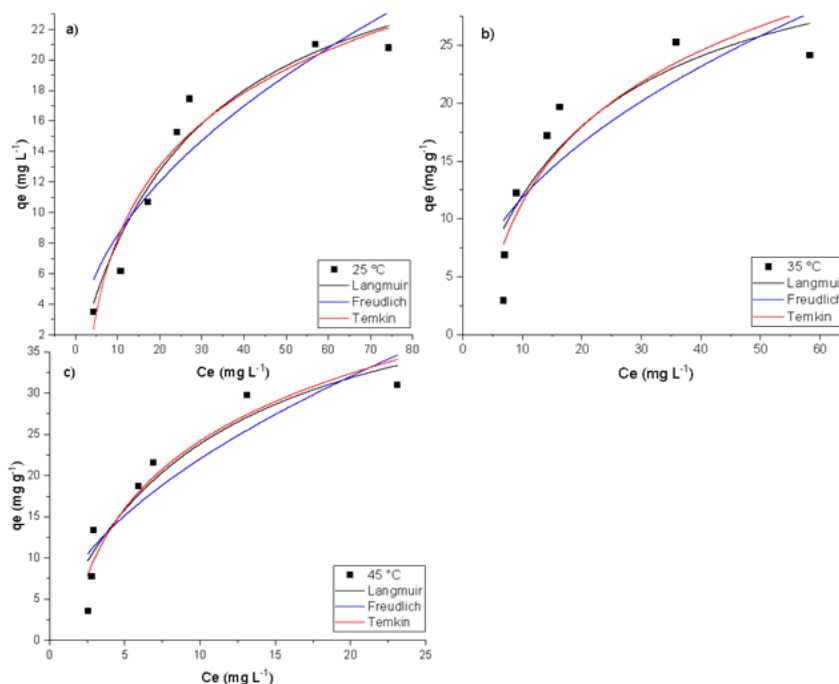 a)
qe (mg L⁻¹)
22
20
18
16
14
12
10
8
6
4
2
0
10
20
30
40
50
60
70
80
Ce (mg L⁻¹)
25 ºC
Langmuir
Freudlich
Temkin
b)
qe (mg g⁻¹)
25
20
15
10
5
0
0
10
20
30
40
50
60
Ce (mg L⁻¹)
35 ºC
Langmuir
Freudlich
Temkin
c)
qe (mg g⁻¹)
35
30
25
20
15
10
5
0
0
5
10
15
20
25
Ce (mg L⁻¹)
45 °C
Langmuir
Freudlich
Temkin